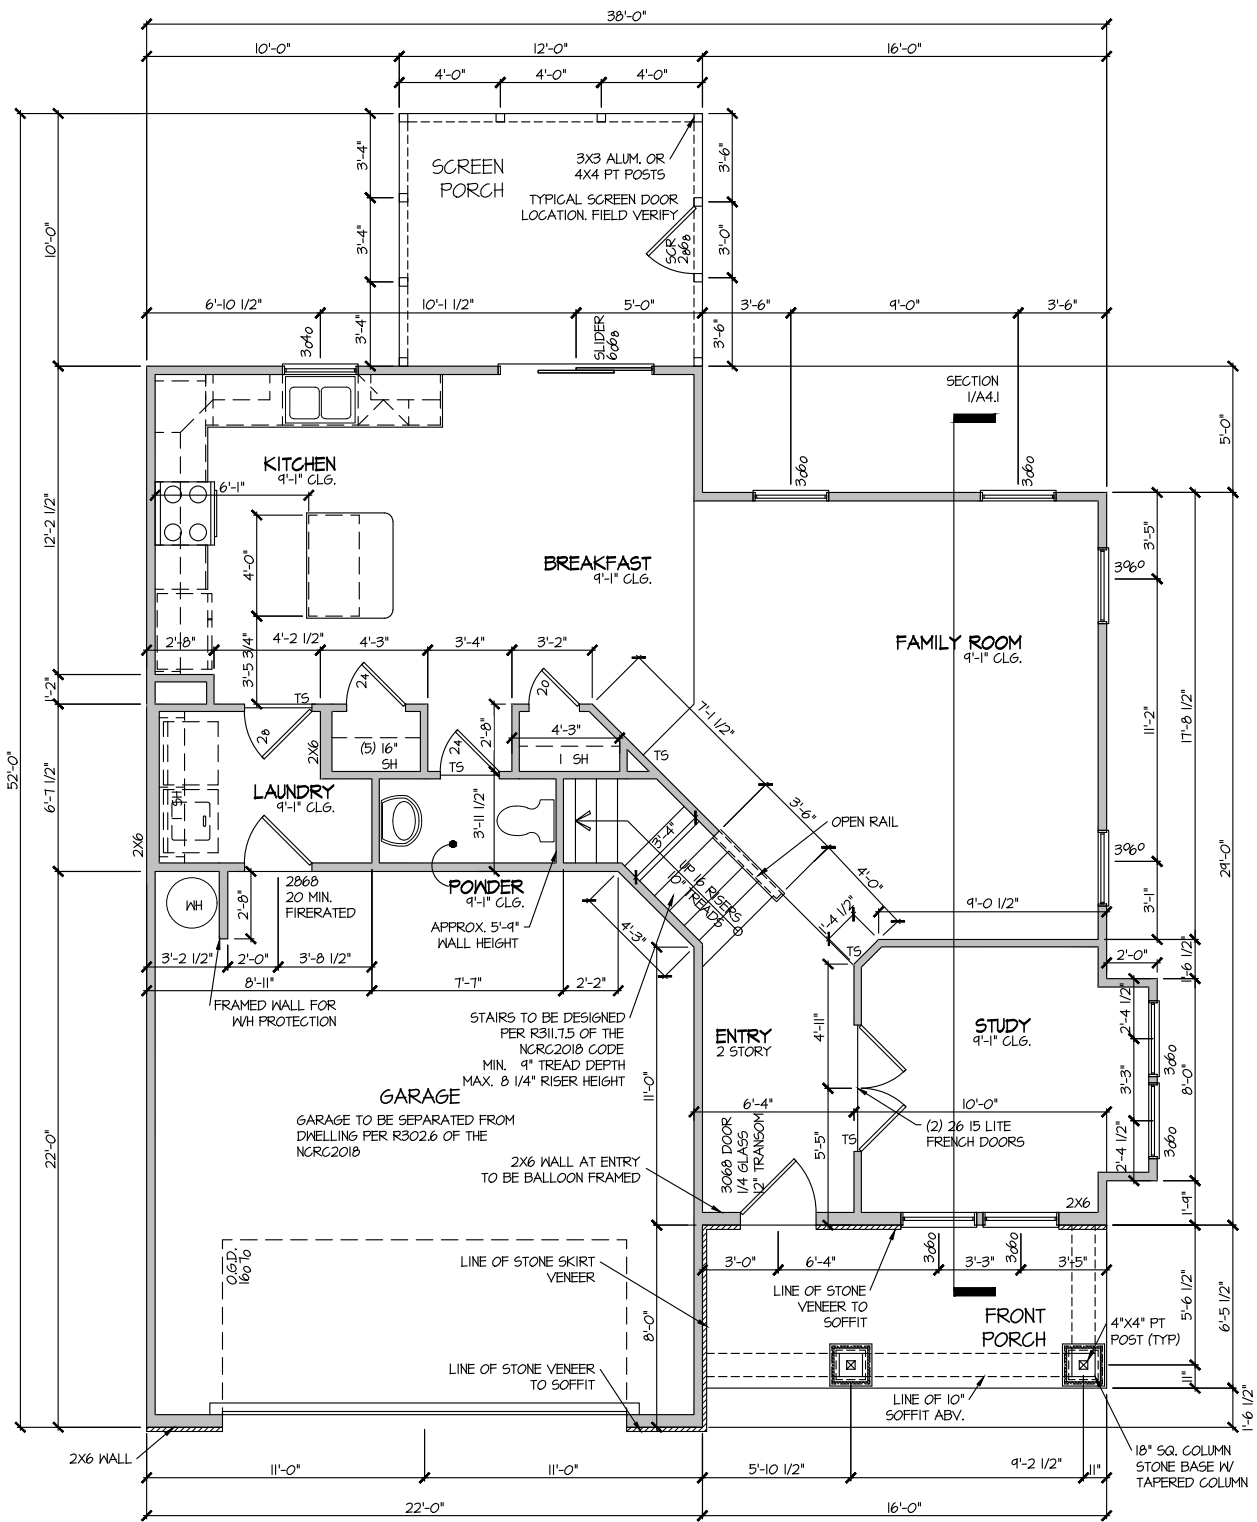 38'-0"
10'-0"
12'-0"
16'-0"
4'-0"
4'-0"
4'-0"
SCREEN
PORCH
3X3 ALUM. OR
4X4 PT POSTS
TYPICAL SCREEN DOOR
LOCATION. FIELD VERIFY
SCR
2868
3'-4"
3'-4"
3'-4"
3'-6"
3'-0"
3'-6"
10'-0"
6'-10 1/2"
10'-1 1/2"
5'-0"
3'-6"
9'-0"
3'-6"
3040
SLIDER
6068
SECTION
1/A4.1
5'-0"
KITCHEN
9'-1" CLG.
6'-1"
3060
3060
12'-2 1/2"
4'-0"
BREAKFAST
9'-1" CLG.
3'-5"
3060
FAMILY ROOM
9'-1" CLG.
2'-8"
3'-5 3/4"
4'-2 1/2"
4'-3"
3'-4"
3'-2"
1'-2"
TS
24
20
7'-1 1/2"
11'-2"
17'-8 1/2"
28
2X6
(5) 16"
SH
24
TS
2'-8"
4'-3"
1 SH
TS
52'-0"
6'-7 1/2"
SH
LAUNDRY
9'-1" CLG.
3'-11 1/2"
3'-6"
OPEN RAIL
2X6
3'-4"
UP 16 RISERS
10" TREADS
3060
29'-0"
WH
2'-8"
2868
20 MIN.
FIRERATED
POWDER
9'-1" CLG.
APPROX. 5'-9"
WALL HEIGHT
4'-3"
4'-0"
1'-4 1/2"
9'-0 1/2"
3'-1"
TS
3'-2 1/2"
2'-0"
3'-8 1/2"
2'-0"
1'-6 1/2"
8'-11"
7'-7"
2'-2"
FRAMED WALL FOR
W/H PROTECTION
STAIRS TO BE DESIGNED
PER R311.7.5 OF THE
NCRC2018 CODE
MIN. 9" TREAD DEPTH
MAX. 8 1/4" RISER HEIGHT
ENTRY
2 STORY
4'-11"
STUDY
9'-1" CLG.
2'-4 1/2"
3'-3"
3060
8'-0"
GARAGE
GARAGE TO BE SEPARATED FROM
DWELLING PER R302.6 OF THE
NCRC2018
11'-0"
6'-4"
10'-0"
(2) 26 15 LITE
FRENCH DOORS
TS
5'-5"
2'-4 1/2"
3060
22'-0"
2X6 WALL AT ENTRY
TO BE BALLOON FRAMED
3068 DOOR
1/4 GLASS
12" TRANSOM
2X6
1'-9"
O.G.D.
16070
LINE OF STONE SKIRT
VENEER
3'-0"
6'-4"
3060
3'-3"
3060
3'-5"
LINE OF STONE
VENEER TO
SOFFIT
8'-0"
FRONT
PORCH
4"X4" PT
POST (TYP)
5'-6 1/2"
6'-5 1/2"
LINE OF STONE VENEER
TO SOFFIT
LINE OF 10"
SOFFIT ABV.
11"
1'-6 1/2"
2X6 WALL
18" SQ. COLUMN
STONE BASE W/
TAPERED COLUMN
11'-0"
11'-0"
5'-10 1/2"
9'-2 1/2"
11"
22'-0"
16'-0"